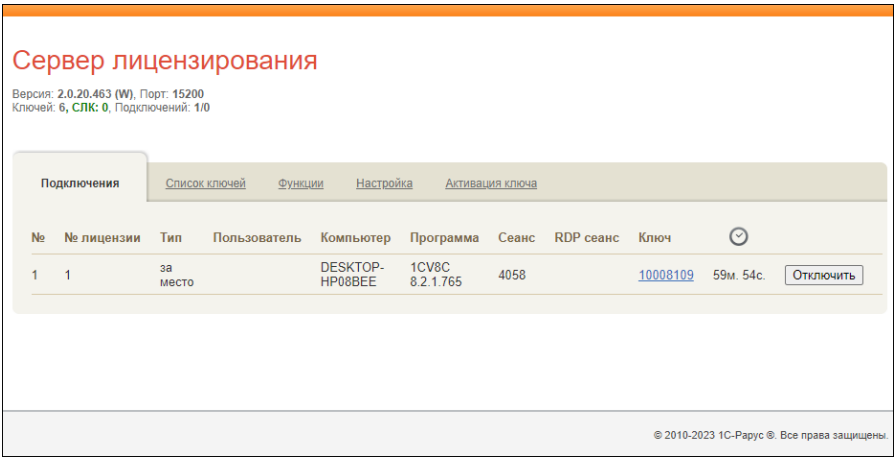 Сервер лицензирования
Версия: 2.0.20.463 (W), Порт: 15200
Ключей: 6, СЛК: 0, Подключений: 1/0
Подключения Список ключей Функции Настройка Активация ключа
№ № лицензии Тип Пользователь Компьютер Программа Сеанс RDP сеанс Ключ
1 1 за место DESKTOP-HP08BEE 1CV8C 8.2.1.765 4058 10008109 59м. 54с. Отключить
© 2010-2023 1С-Рарус ®. Все права защищены.